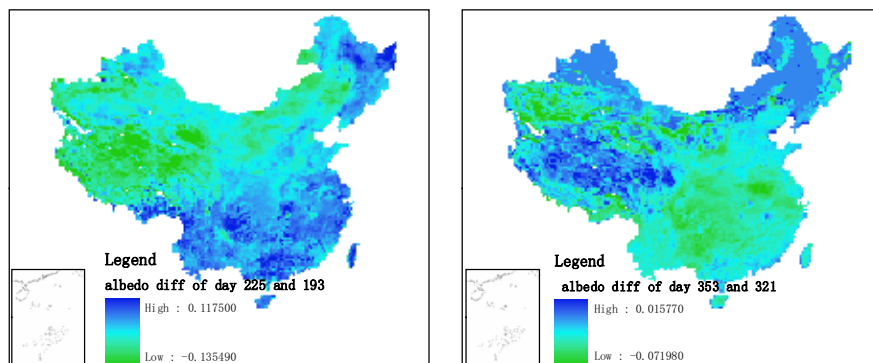 Legend
albedo diff of day 225 and 193
High : 0.117500
Low : -0.135490
Legend
albedo diff of day 353 and 321
High : 0.015770
Low : -0.071980